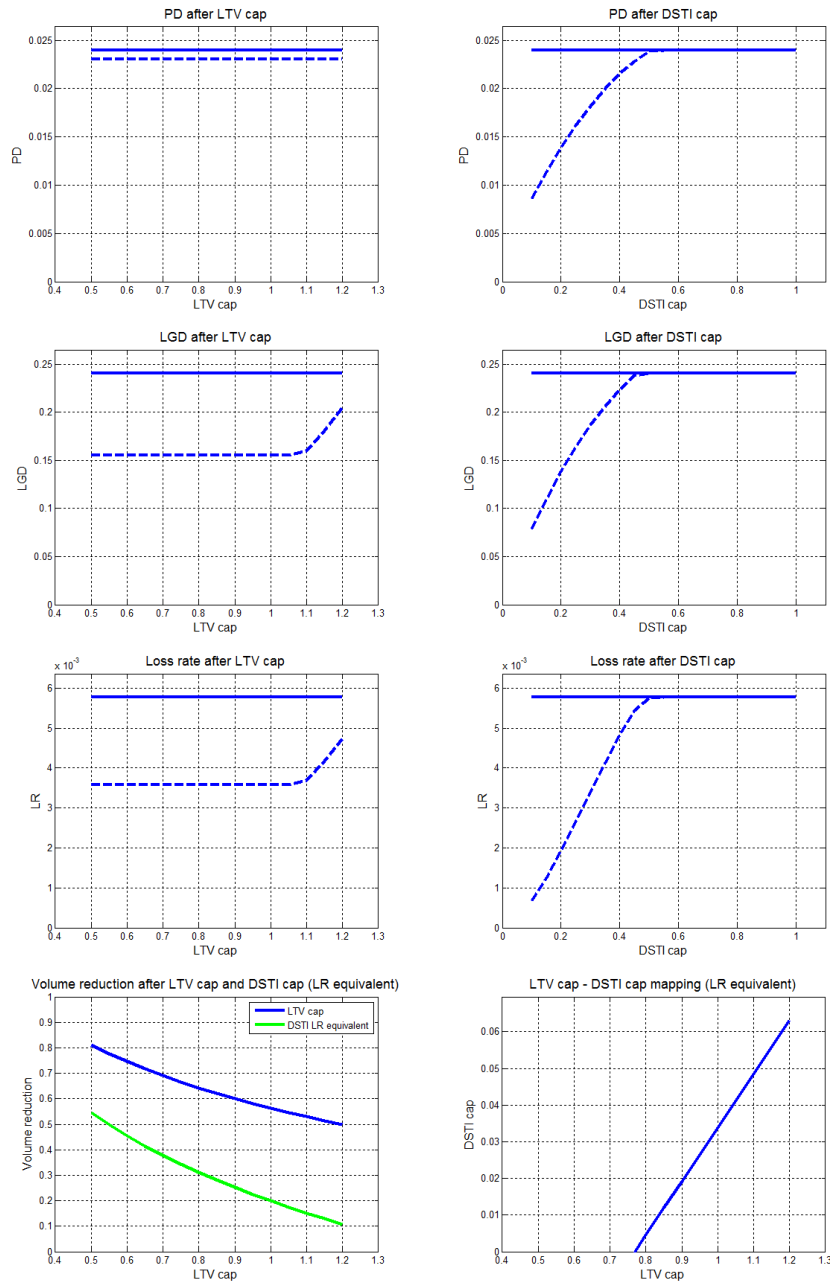 PD after LTV cap
0.025
0.02
0.015
0.01
0.005
0
PD
0.4 0.5 0.6 0.7 0.8 0.9 1 1.1 1.2 1.3
LTV cap
PD after DSTI cap
0.025
0.02
0.015
0.01
0.005
0
PD
0 0.2 0.4 0.6 0.8 1
DSTI cap
LGD after LTV cap
0.25
0.2
0.15
0.1
0.05
0
LGD
0.4 0.5 0.6 0.7 0.8 0.9 1 1.1 1.2 1.3
LTV cap
LGD after DSTI cap
0.25
0.2
0.15
0.1
0.05
0
LGD
0 0.2 0.4 0.6 0.8 1
DSTI cap
Loss rate after LTV cap
x 10⁻³
6
5
4
3
2
1
0
LR
0.4 0.5 0.6 0.7 0.8 0.9 1 1.1 1.2 1.3
LTV cap
Loss rate after DSTI cap
x 10⁻³
6
5
4
3
2
1
0
LR
0 0.2 0.4 0.6 0.8 1
DSTI cap
Volume reduction after LTV cap and DSTI cap (LR equivalent)
1
0.9
0.8
0.7
0.6
0.5
0.4
0.3
0.2
0.1
0
Volume reduction
LTV cap
DSTI LR equivalent
0.4 0.5 0.6 0.7 0.8 0.9 1 1.1 1.2 1.3
LTV cap
LTV cap - DSTI cap mapping (LR equivalent)
0.06
0.05
0.04
0.03
0.02
0.01
0
DSTI cap
0.4 0.5 0.6 0.7 0.8 0.9 1 1.1 1.2 1.3
LTV cap